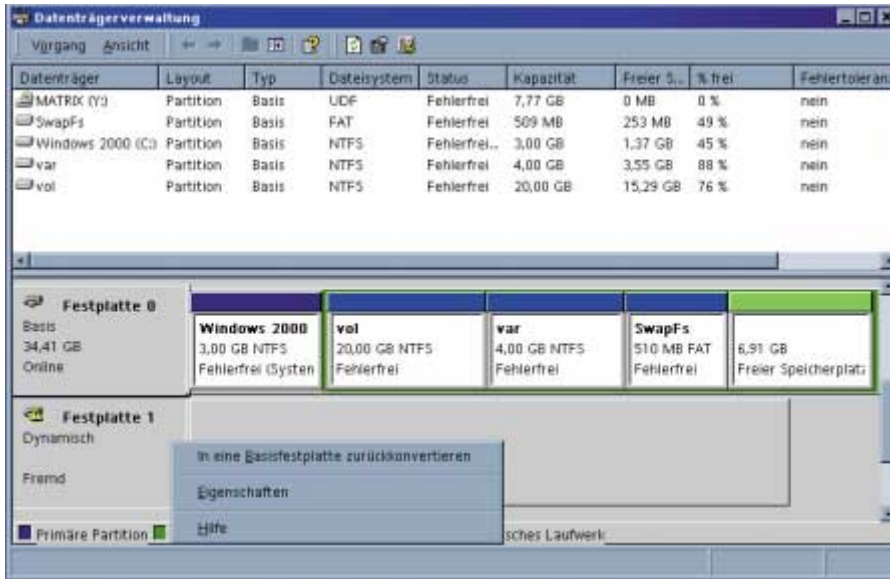 Datenträgerverwaltung
Vorgang Ansicht
Datenträger Layout Typ Dateisystem Status Kapazität Freier S... % frei Fehlertoleran
MATRIX (Y:) Partition Basis UDF Fehlerfrei 7,77 GB 0 MB 0 % nein
SwapFs Partition Basis FAT Fehlerfrei 509 MB 253 MB 49 % nein
Windows 2000 (C:) Partition Basis NTFS Fehlerfrei... 3,00 GB 1,37 GB 45 % nein
var Partition Basis NTFS Fehlerfrei 4,00 GB 3,55 GB 88 % nein
vol Partition Basis NTFS Fehlerfrei 20,00 GB 15,29 GB 76 % nein
Festplatte 0
Basis
34,41 GB
Online
Windows 2000
3,00 GB NTFS
Fehlerfrei (System
vol
20,00 GB NTFS
Fehlerfrei
var
4,00 GB NTFS
Fehlerfrei
SwapFs
510 MB FAT
Fehlerfrei
6,91 GB
Freier Speicherplatz
Festplatte 1
Dynamisch
Fremd
In eine Basisfestplatte zurückkonvertieren
Eigenschaften
Hilfe
Primäre Partition
sches Laufwerk